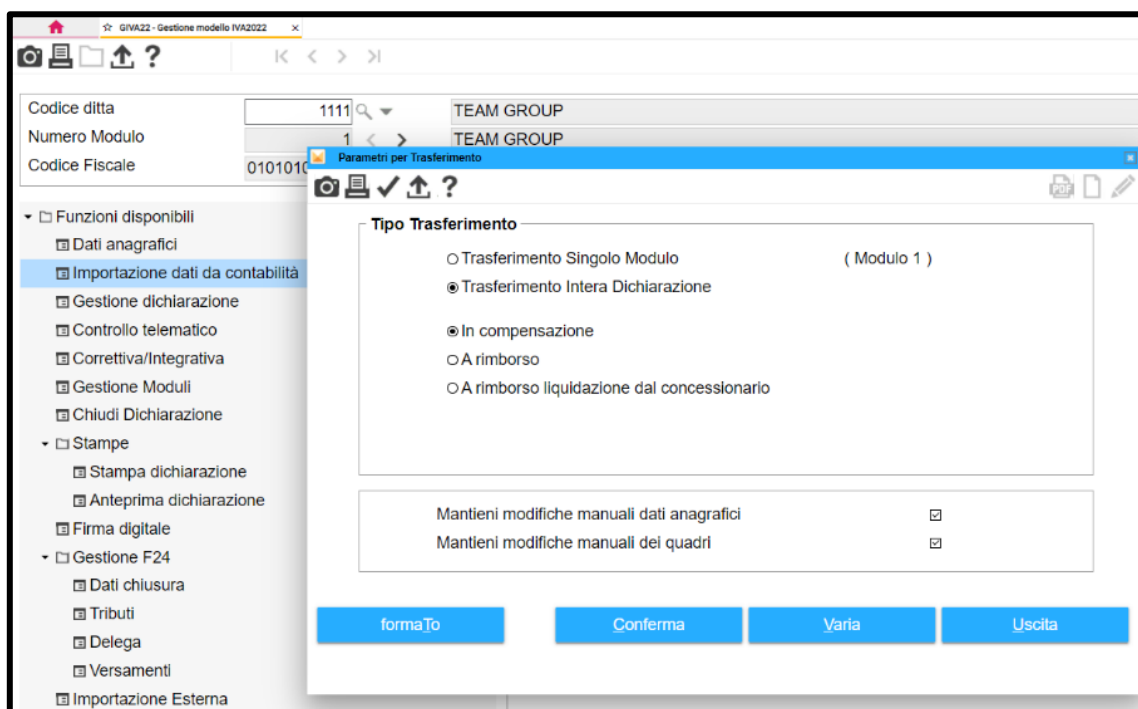 GIVA22 - Gestione modello IVA2022 ×
Codice ditta 1111 TEAM GROUP
Numero Modulo 1 TEAM GROUP
Codice Fiscale 0101010
Parametri per Trasferimento
PDF
Funzioni disponibili
Dati anagrafici
Importazione dati da contabilità
Gestione dichiarazione
Controllo telematico
Correttiva/Integrativa
Gestione Moduli
Chiudi Dichiarazione
Stampe
Stampa dichiarazione
Anteprima dichiarazione
Firma digitale
Gestione F24
Dati chiusura
Tributi
Delega
Versamenti
Importazione Esterna
Tipo Trasferimento
Trasferimento Singolo Modulo ( Modulo 1 )
Trasferimento Intera Dichiarazione
In compensazione
A rimborso
A rimborso liquidazione dal concessionario
Mantieni modifiche manuali dati anagrafici
Mantieni modifiche manuali dei quadri
formaTo Conferma Varia Uscita